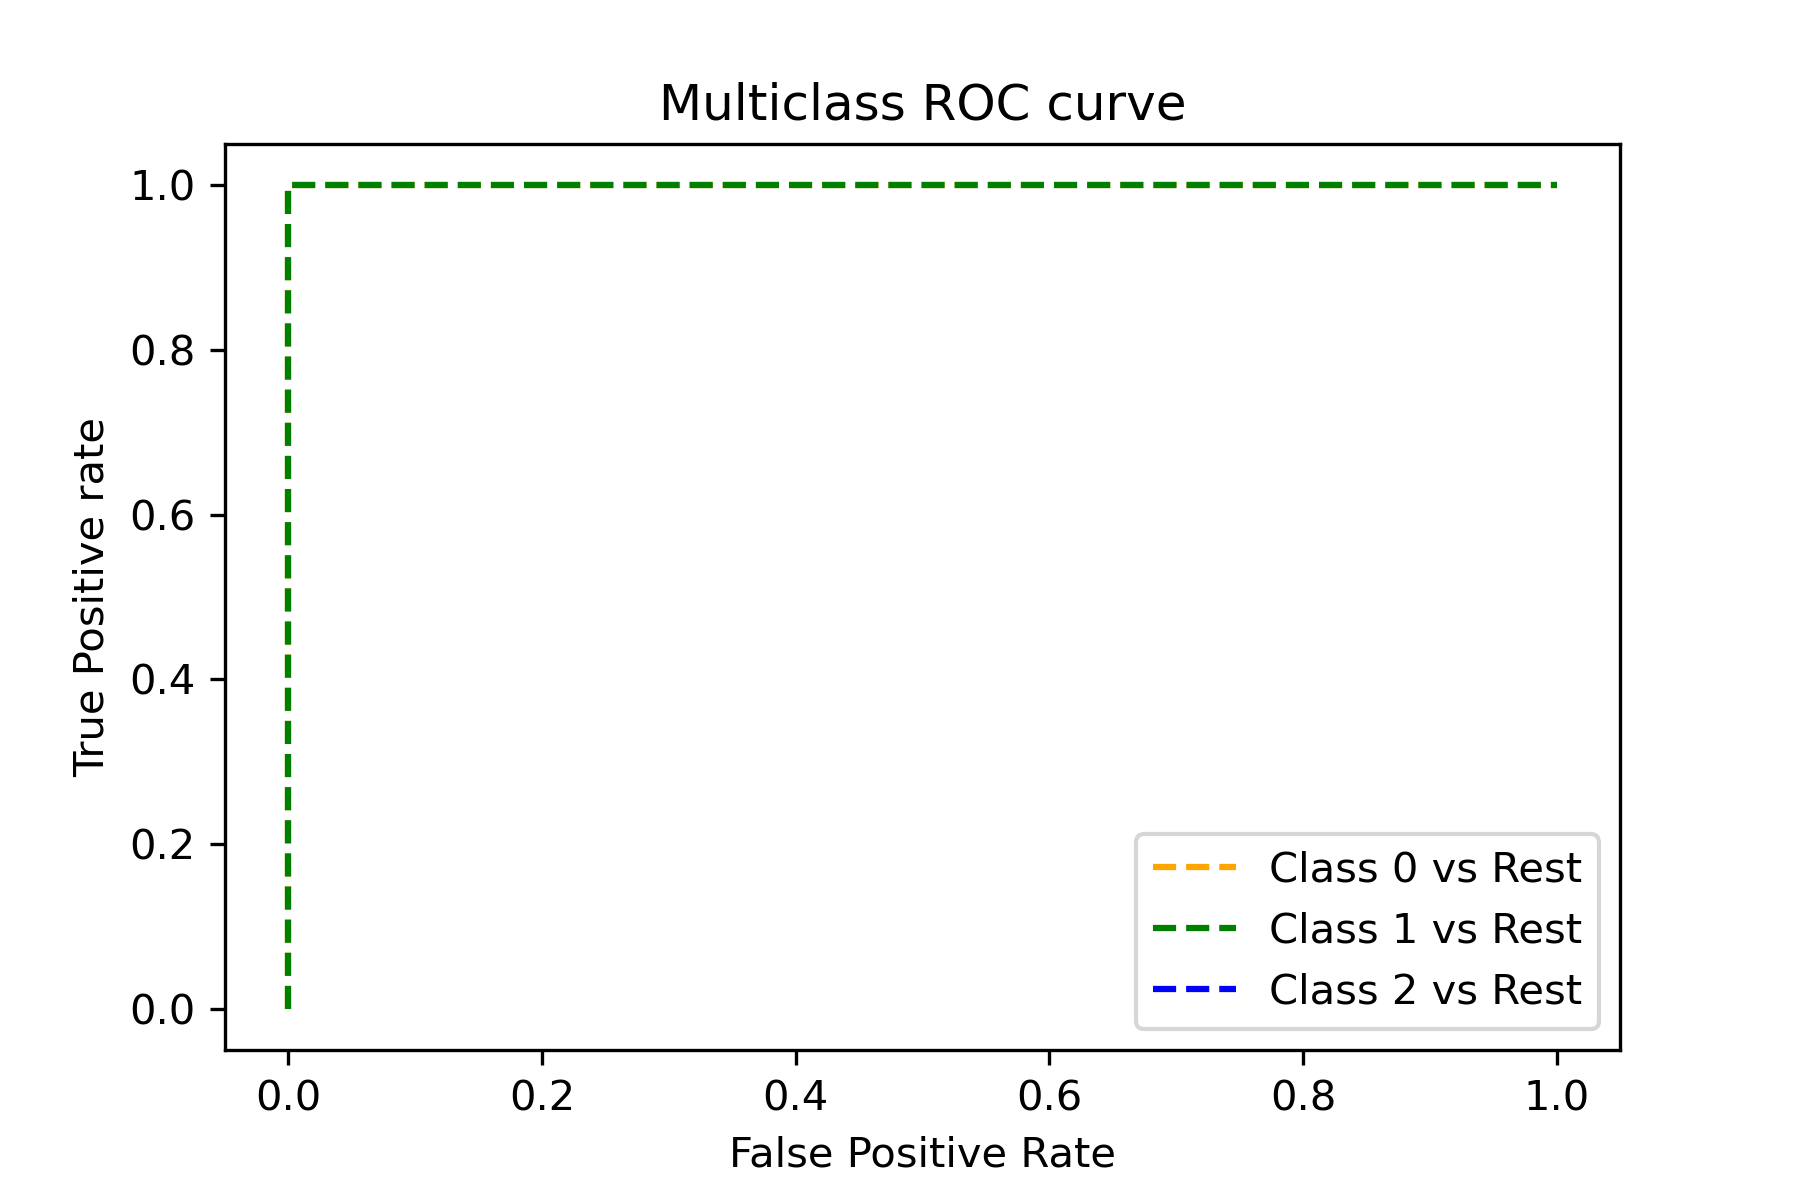 Multiclass ROC curve
1.0
0.8
0.6
0.4
0.2
0.0
True Positive rate
Class 0 vs Rest
Class 1 vs Rest
Class 2 vs Rest
0.0 0.2 0.4 0.6 0.8 1.0
False Positive Rate